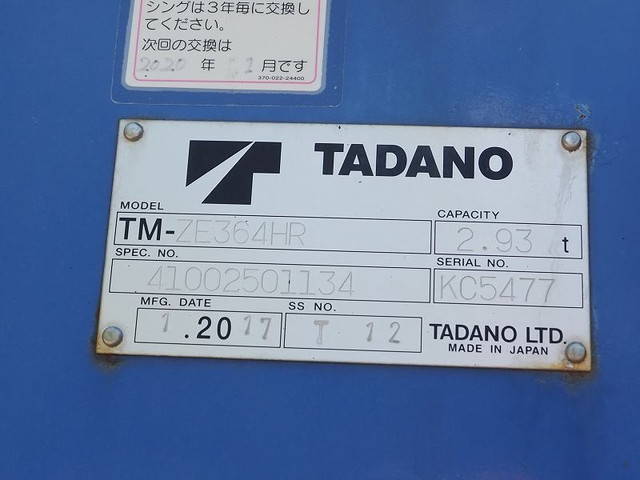 シングは3年毎に交換し
てください。
次回の交換は
2020 年 1 月です
370-022-24400
TADANO
MODEL
TM-ZE364HR
CAPACITY
2.93 t
SPEC. NO.
41002501134
SERIAL NO.
KC5477
MFG. DATE
1.2017
SS NO.
T 12
TADANO LTD.
MADE IN JAPAN